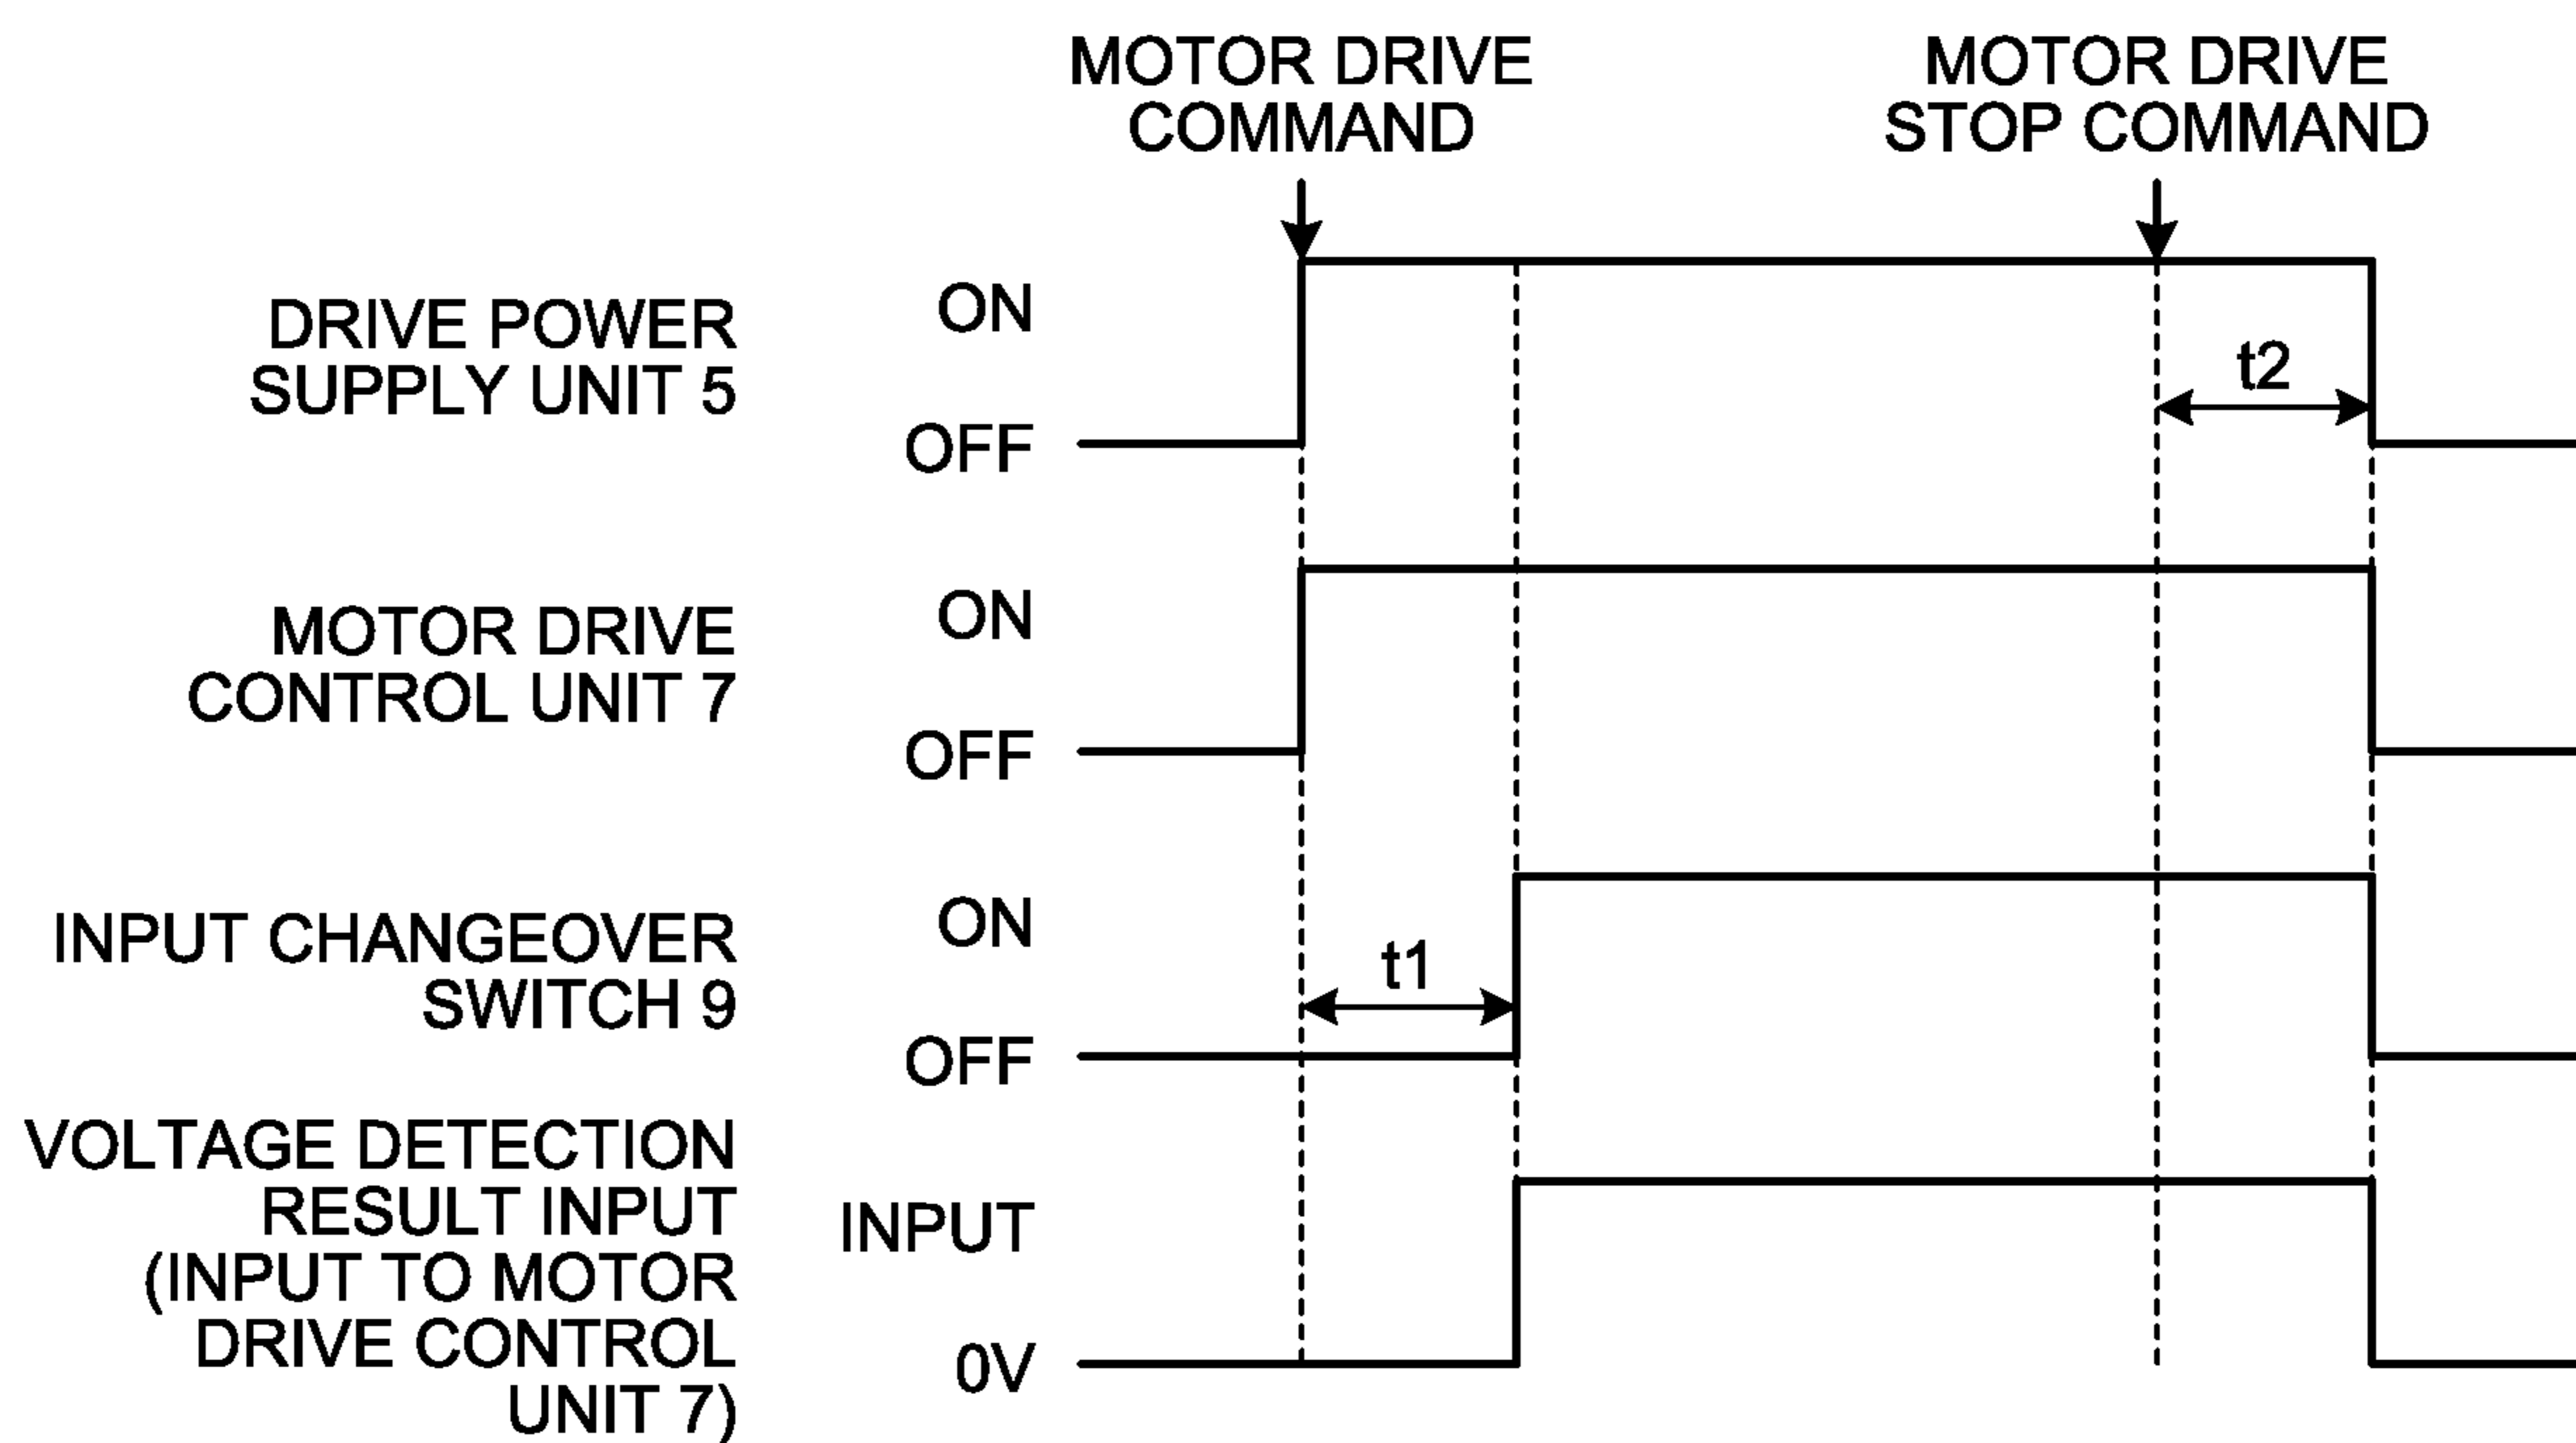 MOTOR DRIVE
COMMAND
MOTOR DRIVE
STOP COMMAND
DRIVE POWER
SUPPLY UNIT 5
ON
OFF
t2
MOTOR DRIVE
CONTROL UNIT 7
ON
OFF
INPUT CHANGEOVER
SWITCH 9
ON
OFF
t1
VOLTAGE DETECTION
RESULT INPUT
(INPUT TO MOTOR
DRIVE CONTROL
UNIT 7)
INPUT
0V